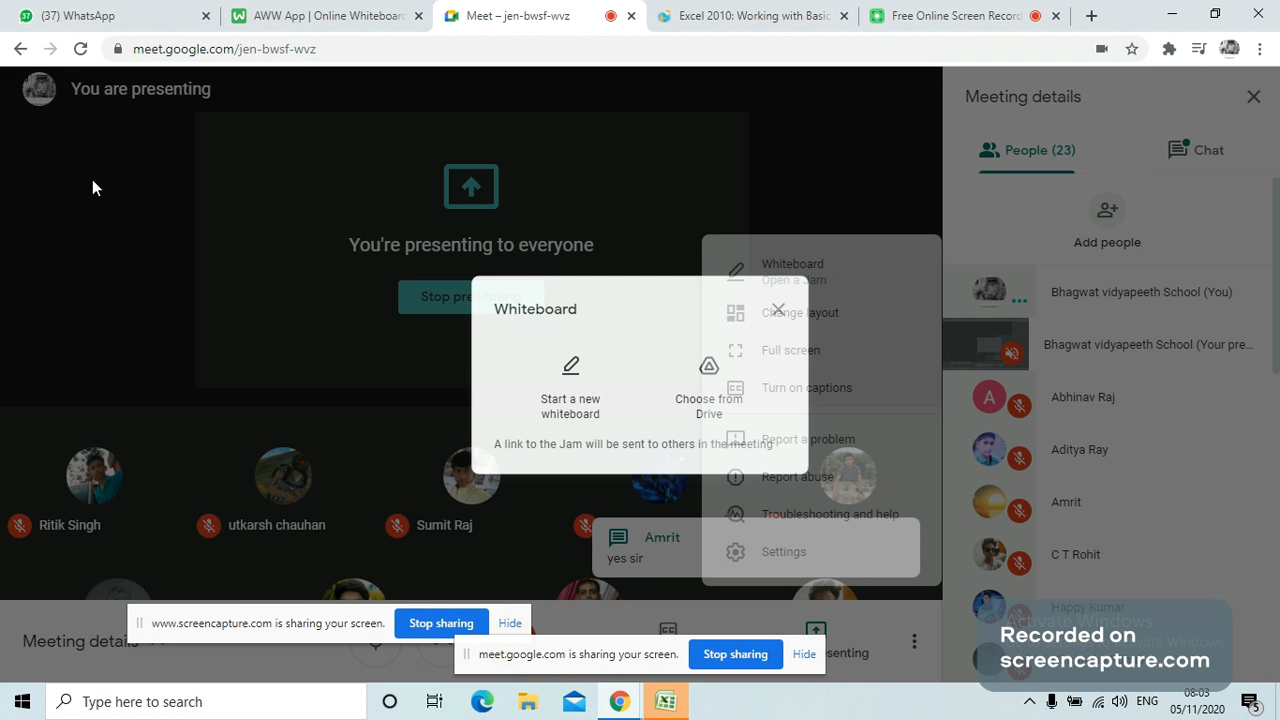 (37) WhatsApp
AWW App | Online Whiteboard
Meet – jen-bwsf-wvz
Excel 2010: Working with Basic
Free Online Screen Record
meet.google.com/jen-bwsf-wvz
You are presenting
Meeting details
People (23)
Chat
You're presenting to everyone
Add people
Whiteboard
Open a Jam
Stop
Whiteboard
Change layout
Bhagwat vidyapeeth School (You)
Full screen
Bhagwat vidyapeeth School (Your pre...
Start a new
whiteboard
Choose from
Drive
Turn on captions
A
Abhinav Raj
A link to the Jam will be sent to others in the meeting
Report a problem
Aditya Ray
Report abuse
Amrit
Ritik Singh
utkarsh chauhan
Sumit Raj
Troubleshooting and help
Amrit
yes sir
Settings
C T Rohit
Happy Kumar
www.screencapture.com is sharing your screen.
Stop sharing
Hide
Meeting details
meet.google.com is sharing your screen.
Stop sharing
Hide
Activate Windows
Recorded on
screencapture.com
Type here to search
ENG
08-03
05/11/2020
5